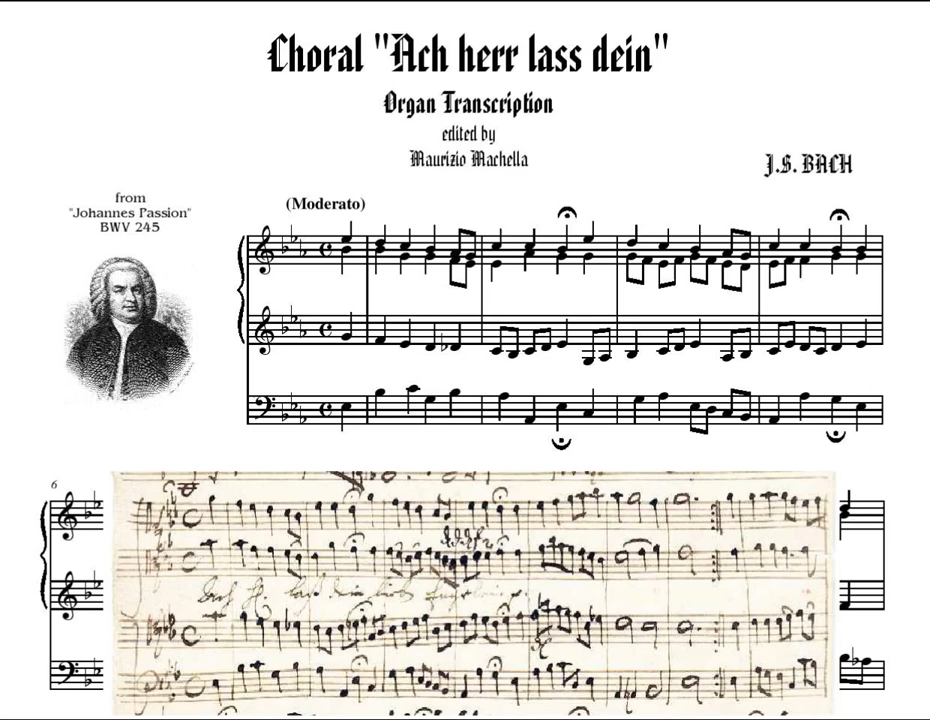 Choral "Ach herr lass dein"
Organ Transcription
edited by
Maurizio Machella
J.S. BACH
from
"Johannes Passion"
BWV 245
(Moderato)
6